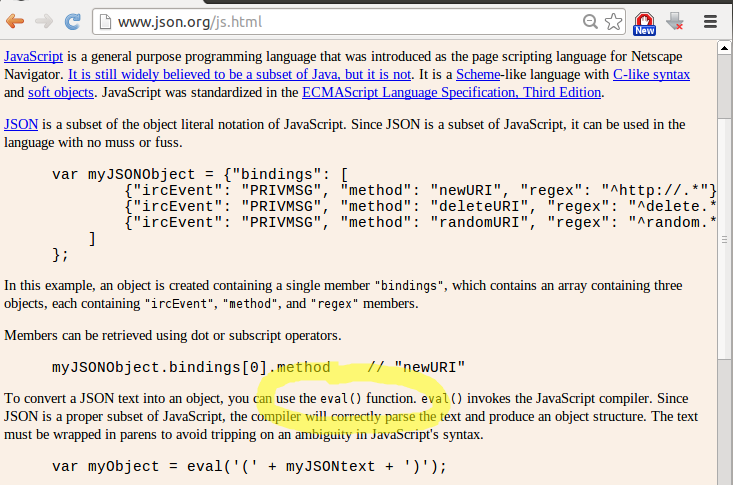 www.json.org/js.html
New
JavaScript is a general purpose programming language that was introduced as the page scripting language for Netscape
Navigator. It is still widely believed to be a subset of Java, but it is not. It is a Scheme-like language with C-like syntax
and soft objects. JavaScript was standardized in the ECMAScript Language Specification, Third Edition.
JSON is a subset of the object literal notation of JavaScript. Since JSON is a subset of JavaScript, it can be used in the
language with no muss or fuss.
var myJSONObject = {"bindings": [
{"ircEvent": "PRIVMSG", "method": "newURI", "regex": "^http://.*"}
{"ircEvent": "PRIVMSG", "method": "deleteURI", "regex": "^delete.*
{"ircEvent": "PRIVMSG", "method": "randomURI", "regex": "^random.*
]
};
In this example, an object is created containing a single member "bindings", which contains an array containing three
objects, each containing "ircEvent", "method", and "regex" members.
Members can be retrieved using dot or subscript operators.
myJSONObject.bindings[0].method // "newURI"
To convert a JSON text into an object, you can use the eval() function. eval() invokes the JavaScript compiler. Since
JSON is a proper subset of JavaScript, the compiler will correctly parse the text and produce an object structure. The text
must be wrapped in parens to avoid tripping on an ambiguity in JavaScript's syntax.
var myObject = eval('(' + myJSONtext + ')');